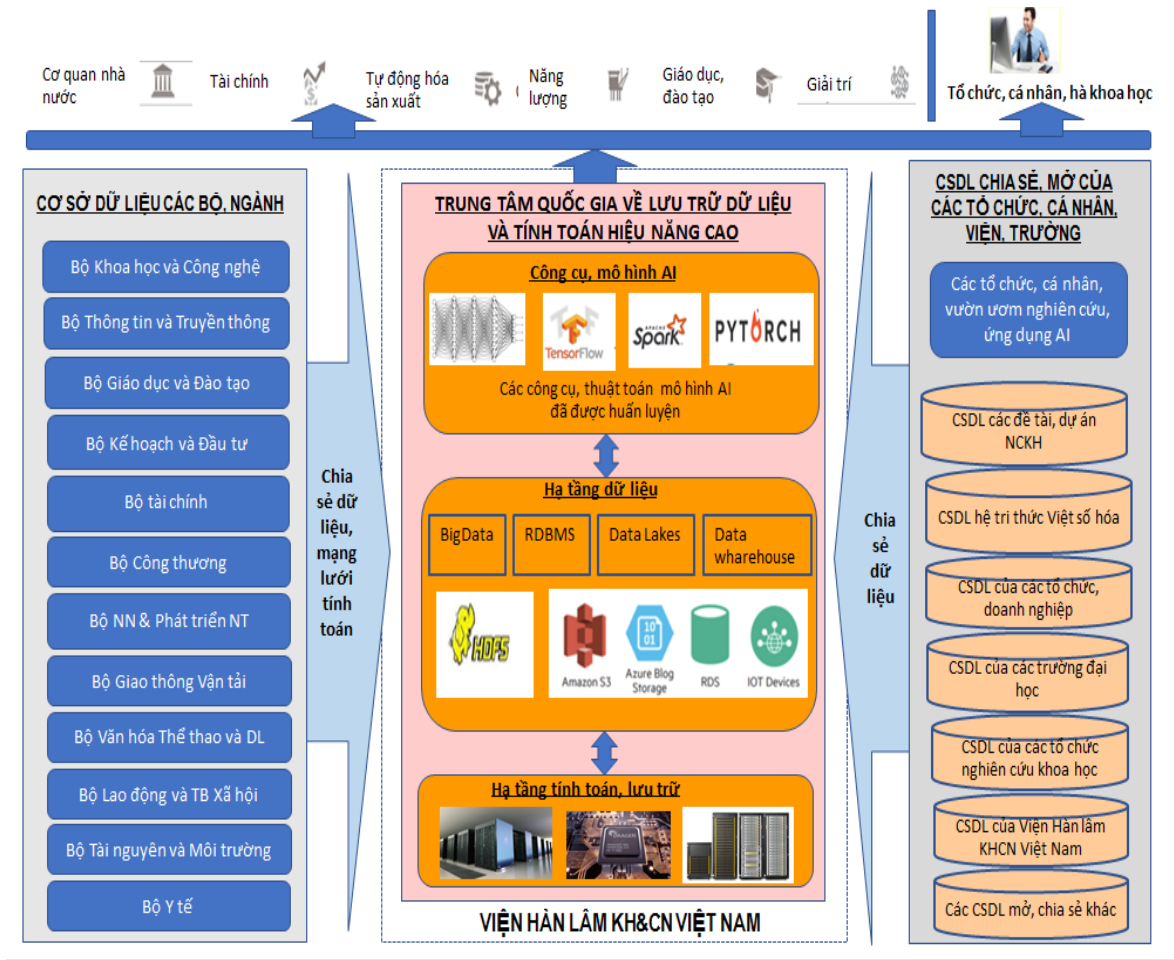 Cơ quan nhà
nước
Tài chính
Tự động hóa
sản xuất
Năng
lượng
Giáo dục,
đào tạo
Giải trí
Tổ chức, cá nhân, hà khoa học
CƠ SỞ DỮ LIỆU CÁC BỘ, NGÀNH
Bộ Khoa học và Công nghệ
Bộ Thông tin và Truyền thông
Bộ Giáo dục và Đào tạo
Bộ Kế hoạch và Đầu tư
Bộ tài chính
Bộ Công thương
Bộ NN & Phát triển NT
Bộ Giao thông Vận tải
Bộ Văn hóa Thể thao và DL
Bộ Lao động và TB Xã hội
Bộ Tài nguyên và Môi trường
Bộ Y tế
Chia
sẻ dữ
liệu,
mạng
lưới
tính
toán
TRUNG TÂM QUỐC GIA VỀ LƯU TRỮ DỮ LIỆU
VÀ TÍNH TOÁN HIỆU NĂNG CAO
Công cụ, mô hình AI
TensorFlow
APACHE
Spark
PYTORCH
Các công cụ, thuật toán mô hình AI
đã được huấn luyện
Hạ tầng dữ liệu
BigData
RDBMS
Data Lakes
Data
wharehouse
HDFS
Amazon S3
10
01
Azure Blog
Storage
RDS
IOT Devices
Hạ tầng tính toán, lưu trữ
VIỆN HÀN LÂM KH&CN VIỆT NAM
Chia
sẻ
dữ
liệu
CSDL CHIA SẺ, MỞ CỦA
CÁC TỔ CHỨC, CÁ NHÂN,
VIỆN, TRƯỜNG
Các tổ chức, cá nhân,
vườn ươm nghiên cứu,
ứng dụng AI
CSDL các đề tài, dự án
NCKH
CSDL hệ tri thức Việt số hóa
CSDL của các tổ chức,
doanh nghiệp
CSDL của các trường đại
học
CSDL của các tổ chức
nghiên cứu khoa học
CSDL của Viện Hàn lâm
KHCN Việt Nam
Các CSDL mở, chia sẻ khác